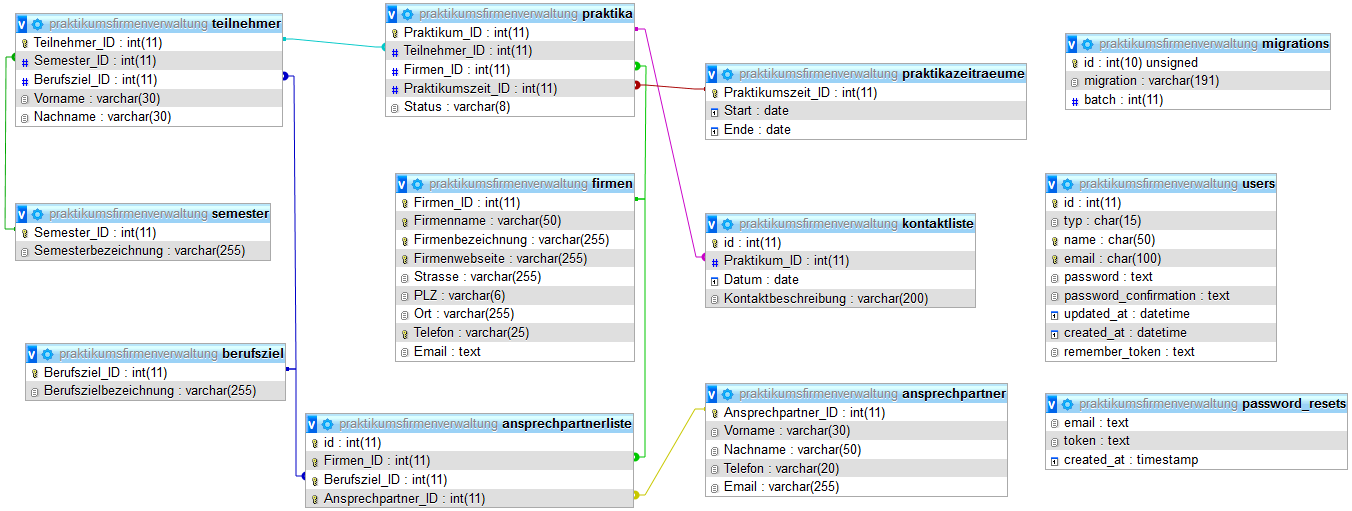 praktikumsfirmenverwaltung teilnehmer
Teilnehmer_ID : int(11)
Semester_ID : int(11)
Berufsziel_ID : int(11)
Vorname : varchar(30)
Nachname : varchar(30)
praktikumsfirmenverwaltung praktika
Praktikum_ID : int(11)
Teilnehmer_ID : int(11)
Firmen_ID : int(11)
Praktikumszeit_ID : int(11)
Status : varchar(8)
praktikumsfirmenverwaltung praktikazeitraeume
Praktikumszeit_ID : int(11)
Start : date
Ende : date
praktikumsfirmenverwaltung migrations
id : int(10) unsigned
migration : varchar(191)
batch : int(11)
praktikumsfirmenverwaltung semester
Semester_ID : int(11)
Semesterbezeichnung : varchar(255)
praktikumsfirmenverwaltung firmen
Firmen_ID : int(11)
Firmenname : varchar(50)
Firmenbezeichnung : varchar(255)
Firmenwebseite : varchar(255)
Strasse : varchar(255)
PLZ : varchar(6)
Ort : varchar(255)
Telefon : varchar(25)
Email : text
praktikumsfirmenverwaltung kontaktliste
id : int(11)
Praktikum_ID : int(11)
Datum : date
Kontaktbeschreibung : varchar(200)
praktikumsfirmenverwaltung users
id : int(11)
typ : char(15)
name : char(50)
email : char(100)
password : text
password_confirmation : text
updated_at : datetime
created_at : datetime
remember_token : text
praktikumsfirmenverwaltung berufsziel
Berufsziel_ID : int(11)
Berufszielbezeichnung : varchar(255)
praktikumsfirmenverwaltung ansprechpartnerliste
id : int(11)
Firmen_ID : int(11)
Berufsziel_ID : int(11)
Ansprechpartner_ID : int(11)
praktikumsfirmenverwaltung ansprechpartner
Ansprechpartner_ID : int(11)
Vorname : varchar(30)
Nachname : varchar(50)
Telefon : varchar(20)
Email : varchar(255)
praktikumsfirmenverwaltung password_resets
email : text
token : text
created_at : timestamp